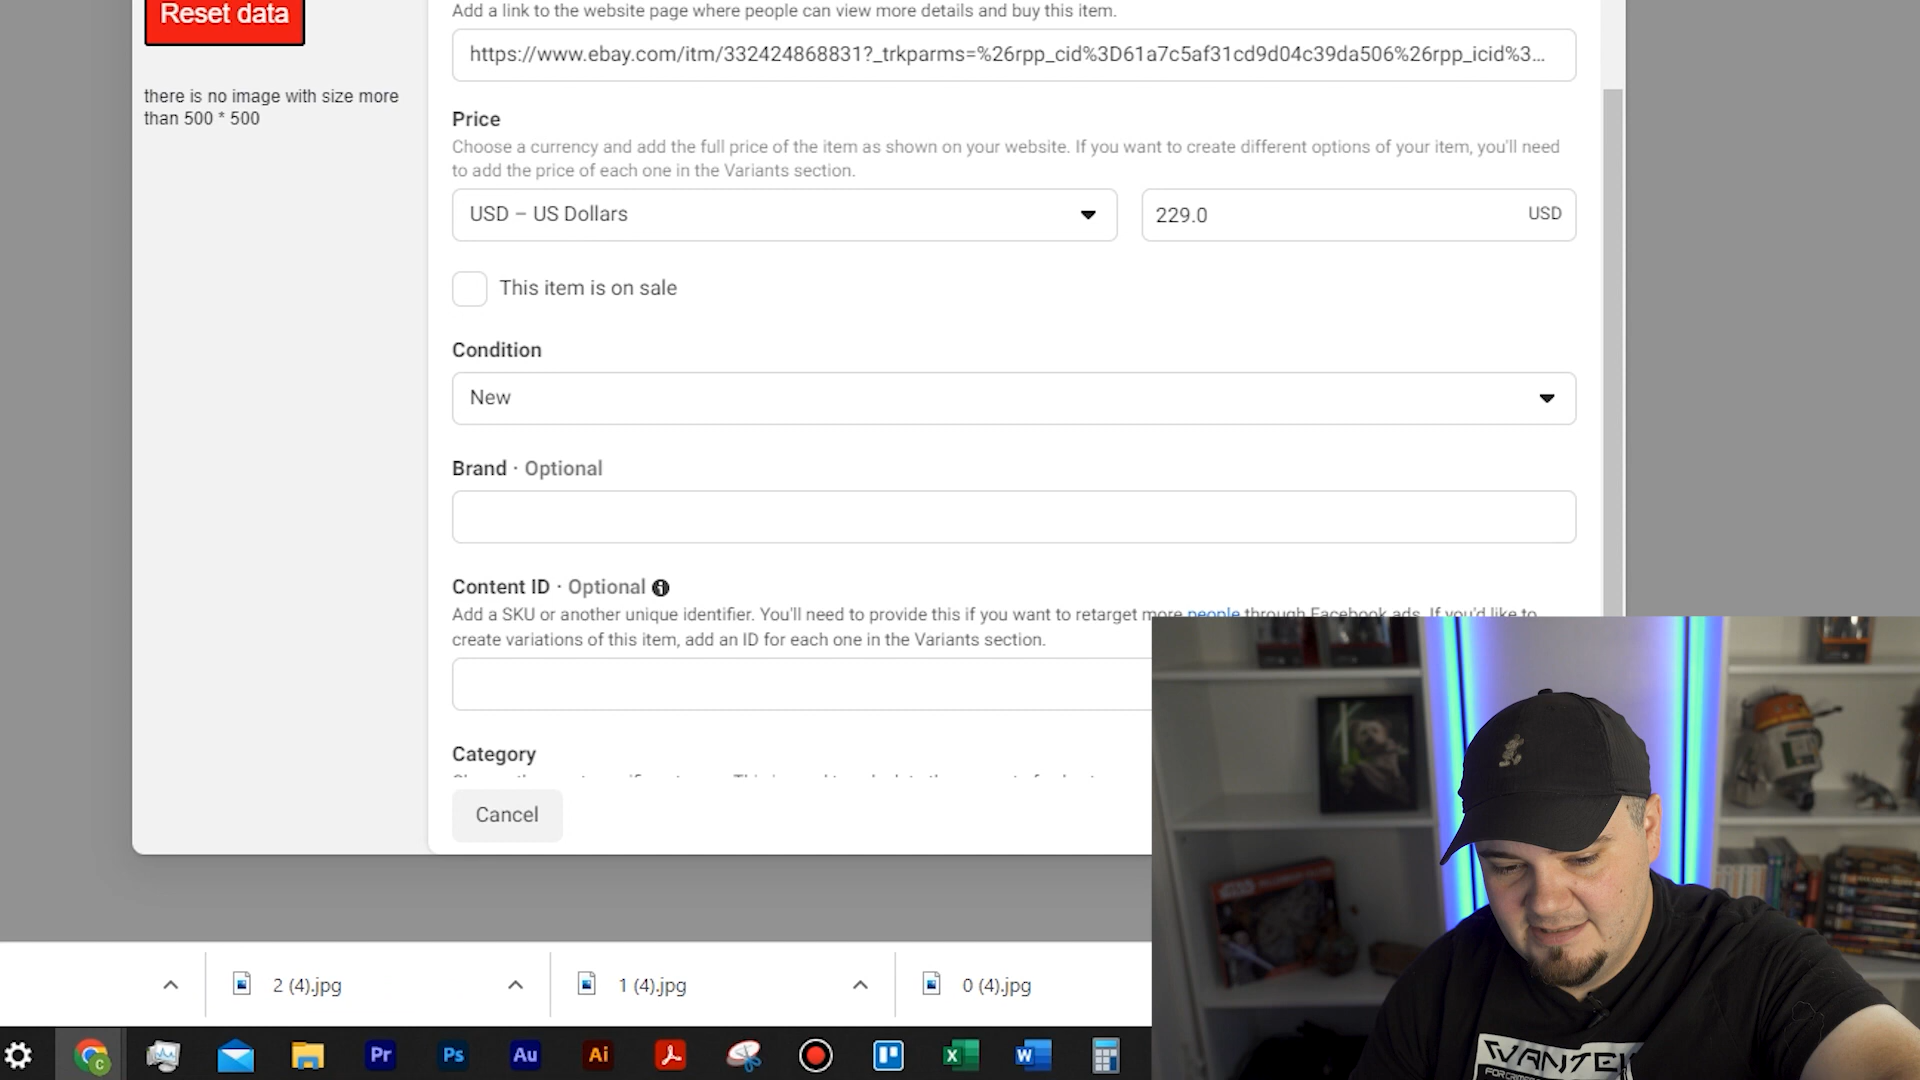 Reset data
there is no image with size more
than 500 * 500
Add a link to the website page where people can view more details and buy this item.
https://www.ebay.com/itm/332424868831?_trkparms=%26rpp_cid%3D61a7c5af31cd9d04c39da506%26rpp_icid%3...
Price
Choose a currency and add the full price of the item as shown on your website. If you want to create different options of your item, you'll need
to add the price of each one in the Variants section.
USD – US Dollars
229.0
USD
This item is on sale
Condition
New
Brand · Optional
Content ID · Optional
Add a SKU or another unique identifier. You'll need to provide this if you want to retarget more people through Facebook ads. If you'd like to
create variations of this item, add an ID for each one in the Variants section.
Category
Cancel
2 (4).jpg
1 (4).jpg
0 (4).jpg
Pr
Ps
Au
Ai
WANTED